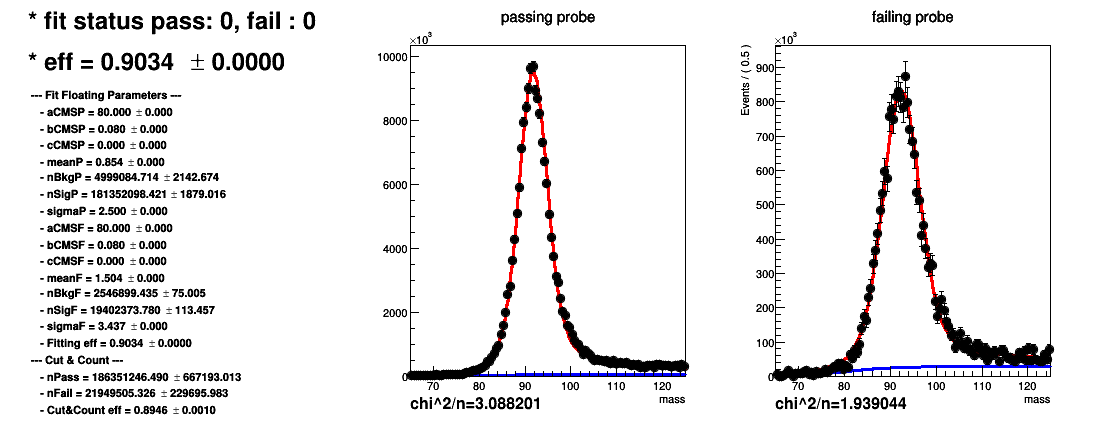 * fit status pass: 0, fail : 0
* eff = 0.9034 ± 0.0000
--- Fit Floating Parameters ---
- aCMSP = 80.000 ± 0.000
- bCMSP = 0.080 ± 0.000
- cCMSP = 0.000 ± 0.000
- meanP = 0.854 ± 0.000
- nBkgP = 4999084.714 ± 2142.674
- nSigP = 181352098.421 ± 1879.016
- sigmaP = 2.500 ± 0.000
- aCMSF = 80.000 ± 0.000
- bCMSF = 0.080 ± 0.000
- cCMSF = 0.000 ± 0.000
- meanF = 1.504 ± 0.000
- nBkgF = 2546899.435 ± 75.005
- nSigF = 19402373.780 ± 113.457
- sigmaF = 3.437 ± 0.000
- Fitting eff = 0.9034 ± 0.0000
--- Cut & Count ---
- nPass = 186351246.490 ± 667193.013
- nFail = 21949505.326 ± 229695.983
- Cut&Count eff = 0.8946 ± 0.0010
passing probe
×10³
10000
8000
6000
4000
2000
0
70 80 90 100 110 120
mass
chi^2/n=3.088201
failing probe
×10³
Events / ( 0.5 )
900
800
700
600
500
400
300
200
100
0
70 80 90 100 110 120
mass
chi^2/n=1.939044